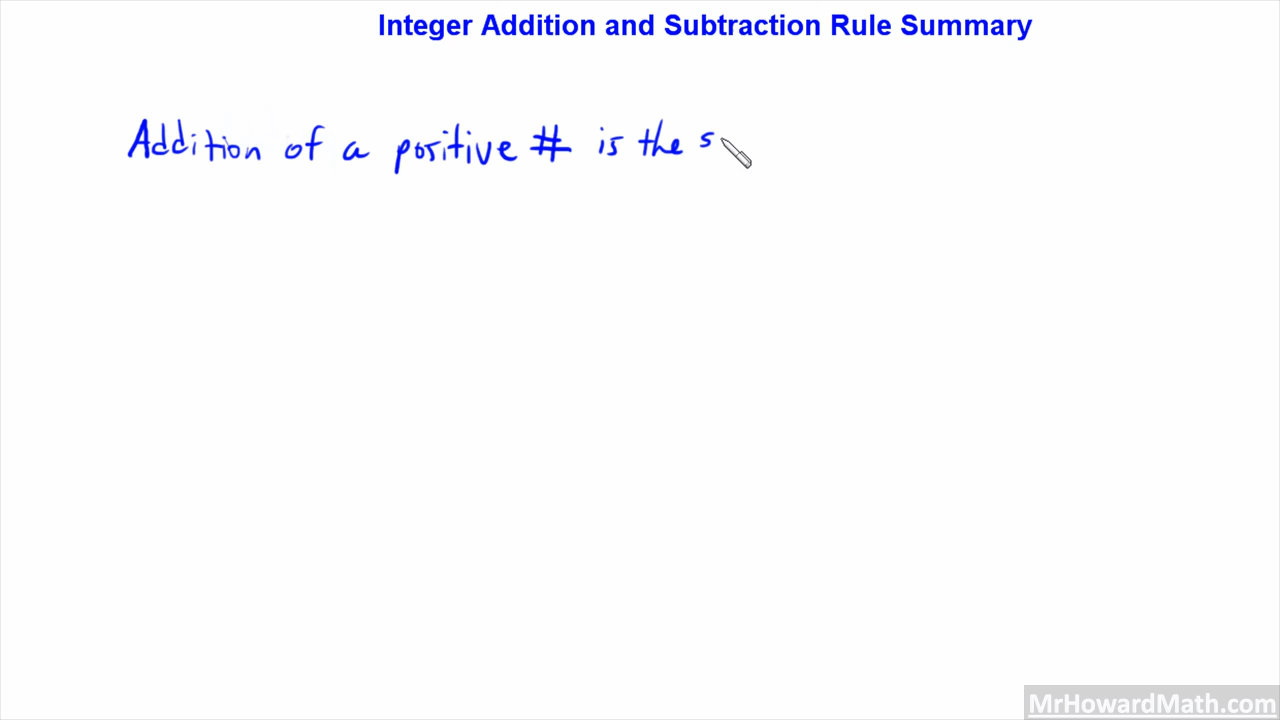 Integer Addition and Subtraction Rule Summary
Addition of a positive # is the s
MrHowardMath.com